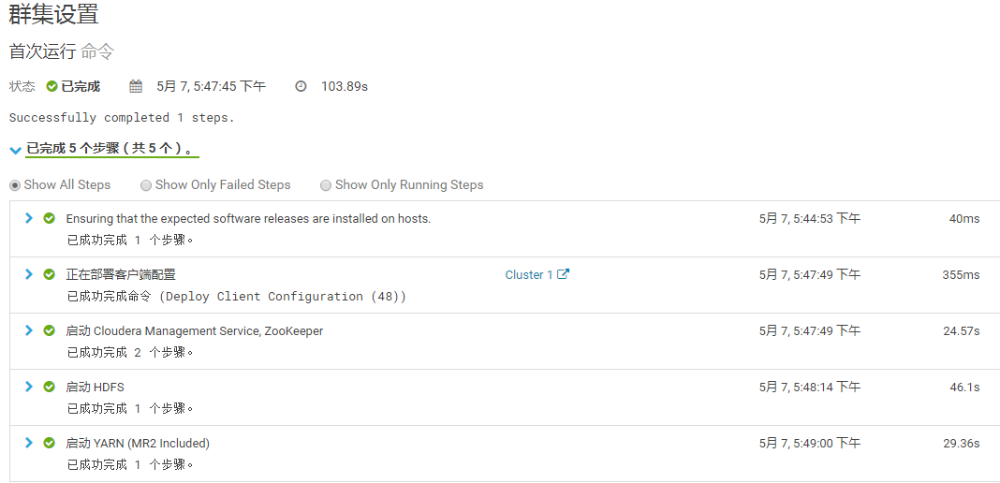 群集设置
首次运行 命令
状态 已完成 5月 7, 5:47:45 下午 103.89s
Successfully completed 1 steps.
已完成 5 个步骤（共 5 个）。
Show All Steps Show Only Failed Steps Show Only Running Steps
Ensuring that the expected software releases are installed on hosts. 5月 7, 5:44:53 下午 40ms
已成功完成 1 个步骤。
正在部署客户端配置 Cluster 1 5月 7, 5:47:49 下午 355ms
已成功完成命令 (Deploy Client Configuration (48))
启动 Cloudera Management Service, ZooKeeper 5月 7, 5:47:49 下午 24.57s
已成功完成 2 个步骤。
启动 HDFS 5月 7, 5:48:14 下午 46.1s
已成功完成 1 个步骤。
启动 YARN (MR2 Included) 5月 7, 5:49:00 下午 29.36s
已成功完成 1 个步骤。